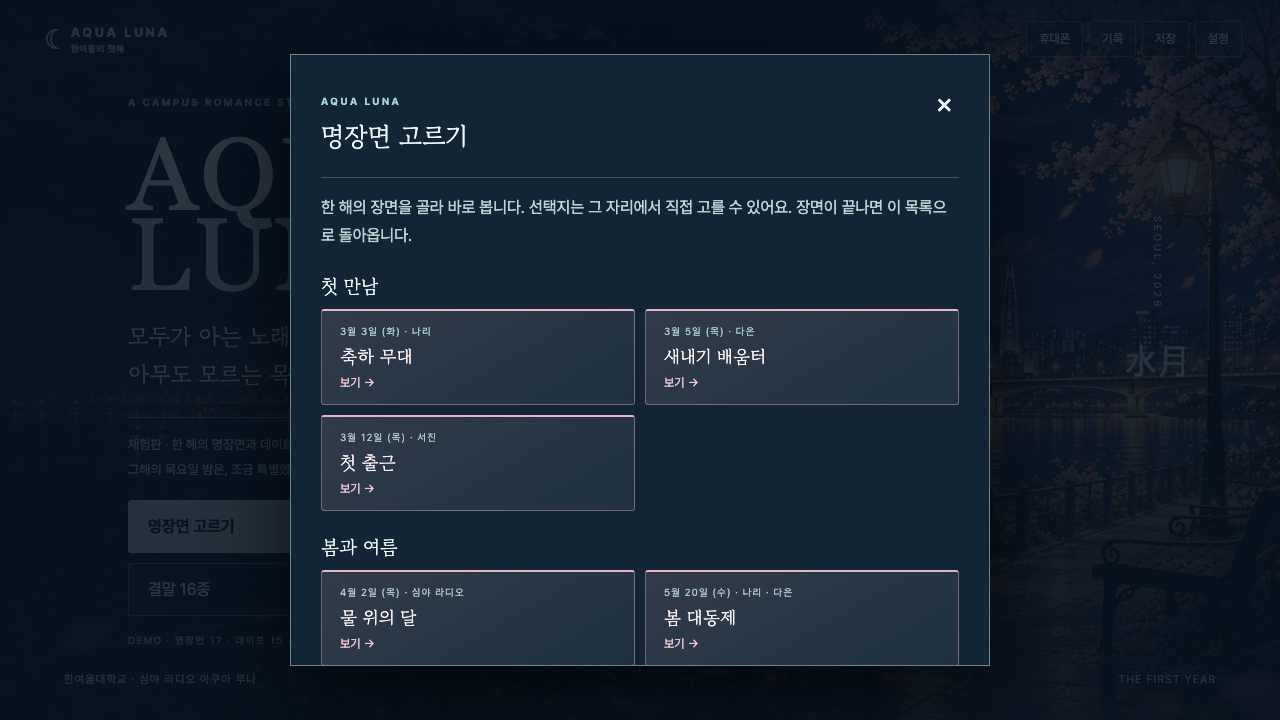 AQUA LUNA
한여울의 첫해
휴대폰
기록
저장
설정
A CAMPUS ROMANCE ST
AQ
LU
모두가 아는 노래
아무도 모르는 목
체험판 · 한 해의 명장면과 데이트
그해의 목요일 밤은, 조금 특별했
명장면 고르기
결말 16종
DEMO · 명장면 17 · 데이트 15 ·
한여울대학교 · 심야 라디오 아쿠아 루나
AQUA LUNA
×
명장면 고르기
한 해의 장면을 골라 바로 봅니다. 선택지는 그 자리에서 직접 고를 수 있어요. 장면이 끝나면 이 목록으
로 돌아옵니다.
첫 만남
3월 3일 (화) · 나리
축하 무대
보기 →
3월 5일 (목) · 다은
새내기 배움터
보기 →
3월 12일 (목) · 서진
첫 출근
보기 →
봄과 여름
4월 2일 (목) · 심야 라디오
물 위의 달
보기 →
5월 20일 (수) · 나리 · 다은
봄 대동제
보기 →
SEOUL, 2026
水月
THE FIRST YEAR